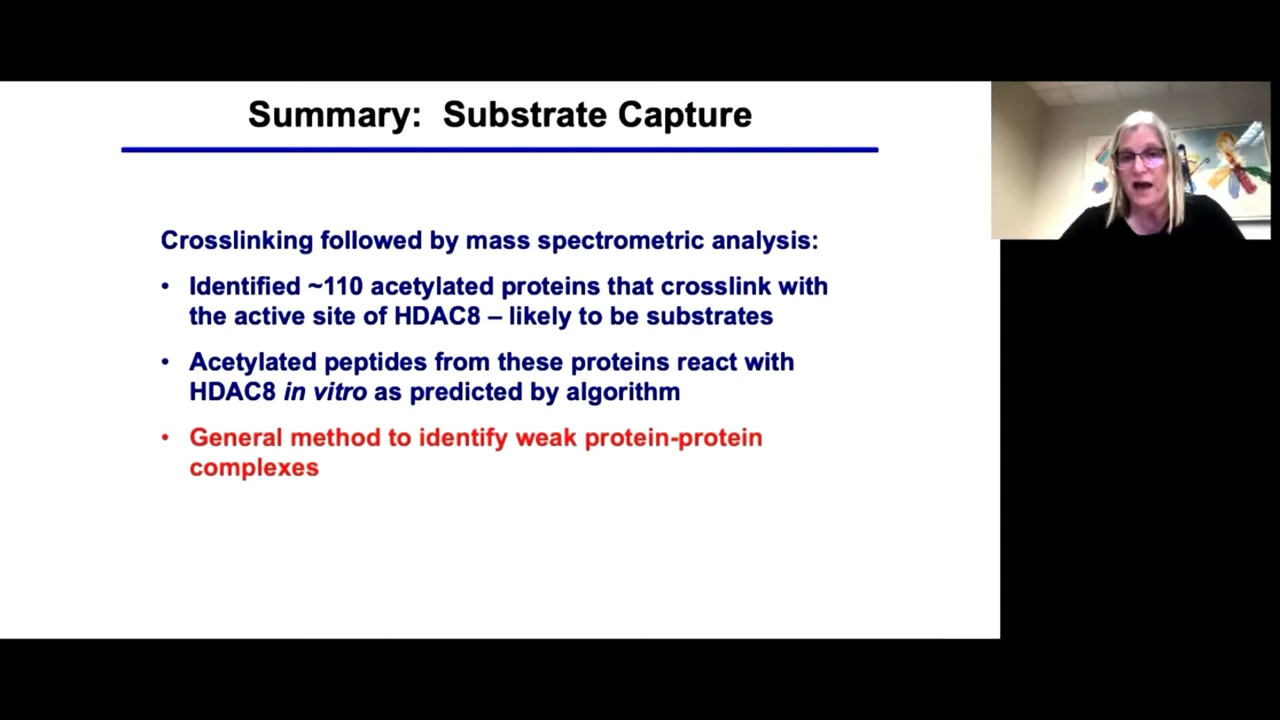 Summary: Substrate Capture
Crosslinking followed by mass spectrometric analysis:
• Identified ~110 acetylated proteins that crosslink with
the active site of HDAC8 – likely to be substrates
• Acetylated peptides from these proteins react with
HDAC8 in vitro as predicted by algorithm
• General method to identify weak protein-protein
complexes